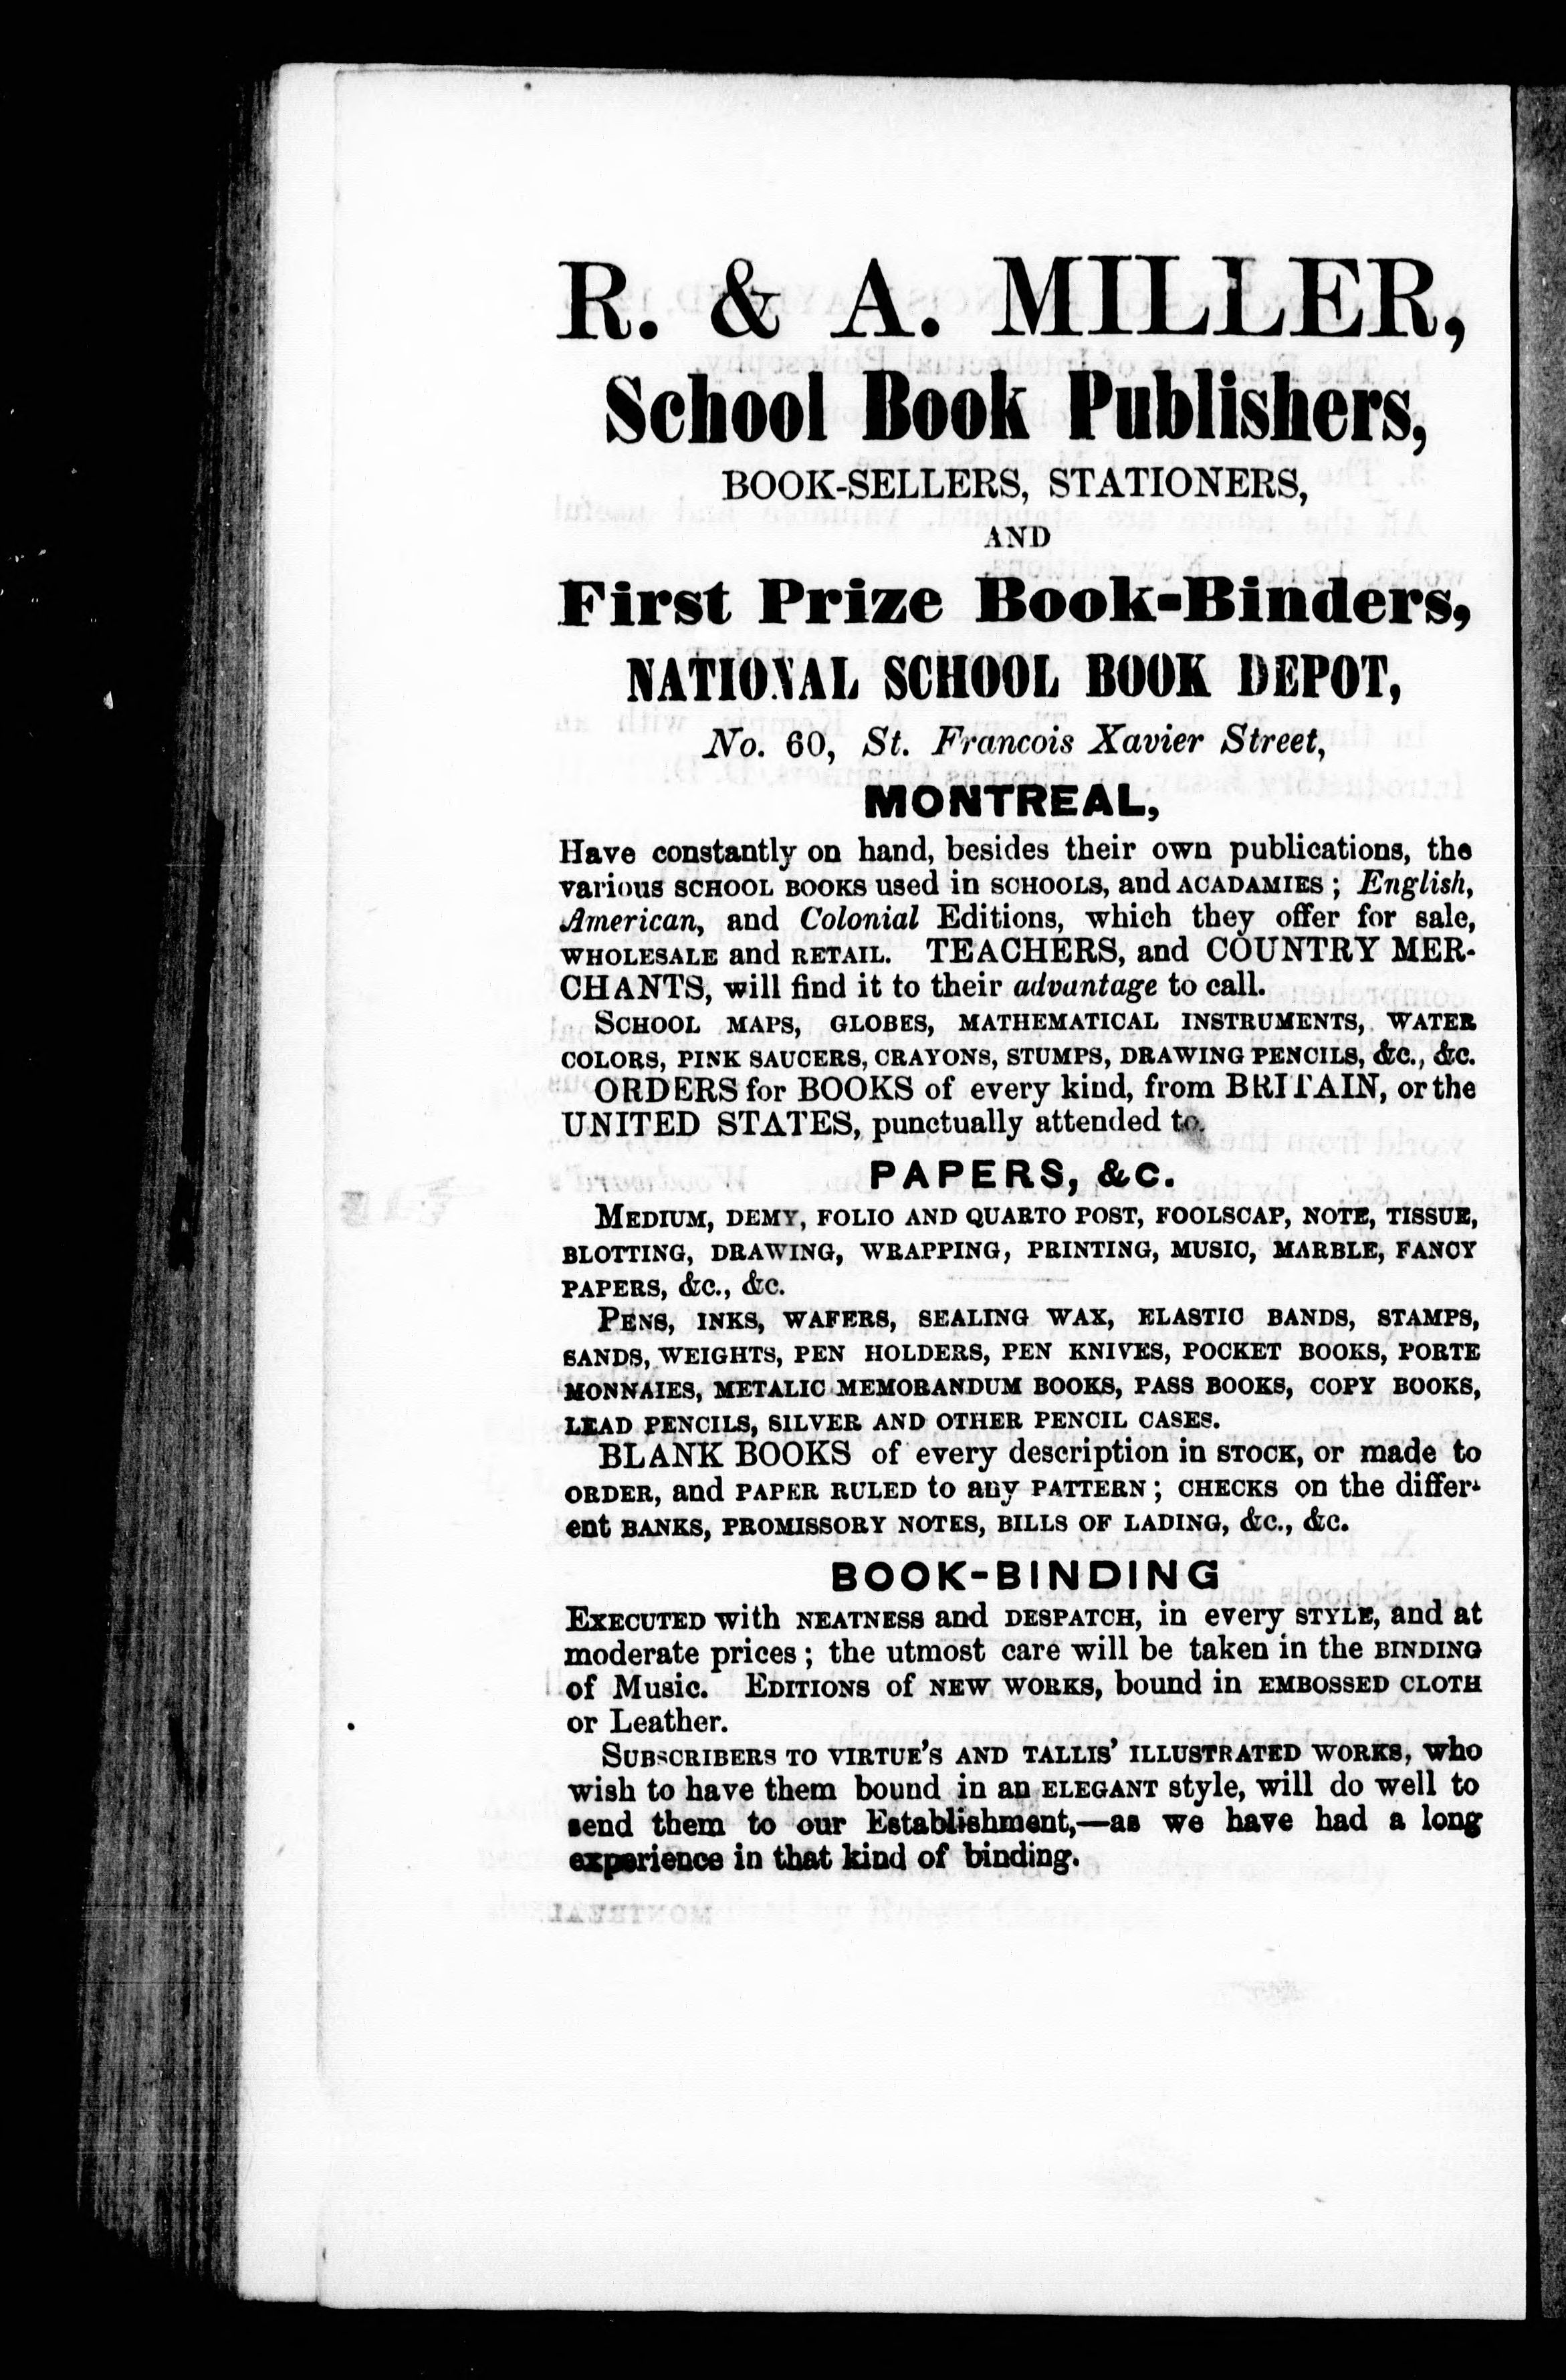 R. & A. MILLER,
School Book Publishers,
BOOK-SELLERS, STATIONERS,
AND
First Prize Book-Binders,
NATIONAL SCHOOL BOOK DEPOT,
No. 60, St. Francois Xavier Street,
MONTREAL,
Have constantly on hand, besides their own publications, the
various SCHOOL BOOKS used in SCHOOLS, and ACADAMIES ; English,
American, and Colonial Editions, which they offer for sale,
WHOLESALE and RETAIL. TEACHERS, and COUNTRY MER-
CHANTS, will find it to their advantage to call.
SCHOOL MAPS, GLOBES, MATHEMATICAL INSTRUMENTS, WATER
COLORS, PINK SAUCERS, CRAYONS, STUMPS, DRAWING PENCILS, &C., &C.
ORDERS for BOOKS of every kind, from BRITAIN, or the
UNITED STATES, punctually attended to.
PAPERS, &C.
MEDIUM, DEMY, FOLIO AND QUARTO POST, FOOLSCAP, NOTE, TISSUE,
BLOTTING, DRAWING, WRAPPING, PRINTING, MUSIC, MARBLE, FANCY
PAPERS, &C., &C.
PENS, INKS, WAFERS, SEALING WAX, ELASTIC BANDS, STAMPS,
SANDS, WEIGHTS, PEN HOLDERS, PEN KNIVES, POCKET BOOKS, PORTE
MONNAIES, METALIC MEMORANDUM BOOKS, PASS BOOKS, COPY BOOKS,
LEAD PENCILS, SILVER AND OTHER PENCIL CASES.
BLANK BOOKS of every description in STOCK, or made to
ORDER, and PAPER RULED to any PATTERN ; CHECKS on the differ-
ent BANKS, PROMISSORY NOTES, BILLS OF LADING, &C., &C.
BOOK-BINDING
EXECUTED with NEATNESS and DESPATCH, in every STYLE, and at
moderate prices ; the utmost care will be taken in the BINDING
of Music. EDITIONS of NEW WORKS, bound in EMBOSSED CLOTH
or Leather.
SUBSCRIBERS TO VIRTUE'S AND TALLIS' ILLUSTRATED WORKS, who
wish to have them bound in an ELEGANT style, will do well to
send them to our Establishment,—as we have had a long
experience in that kind of binding.